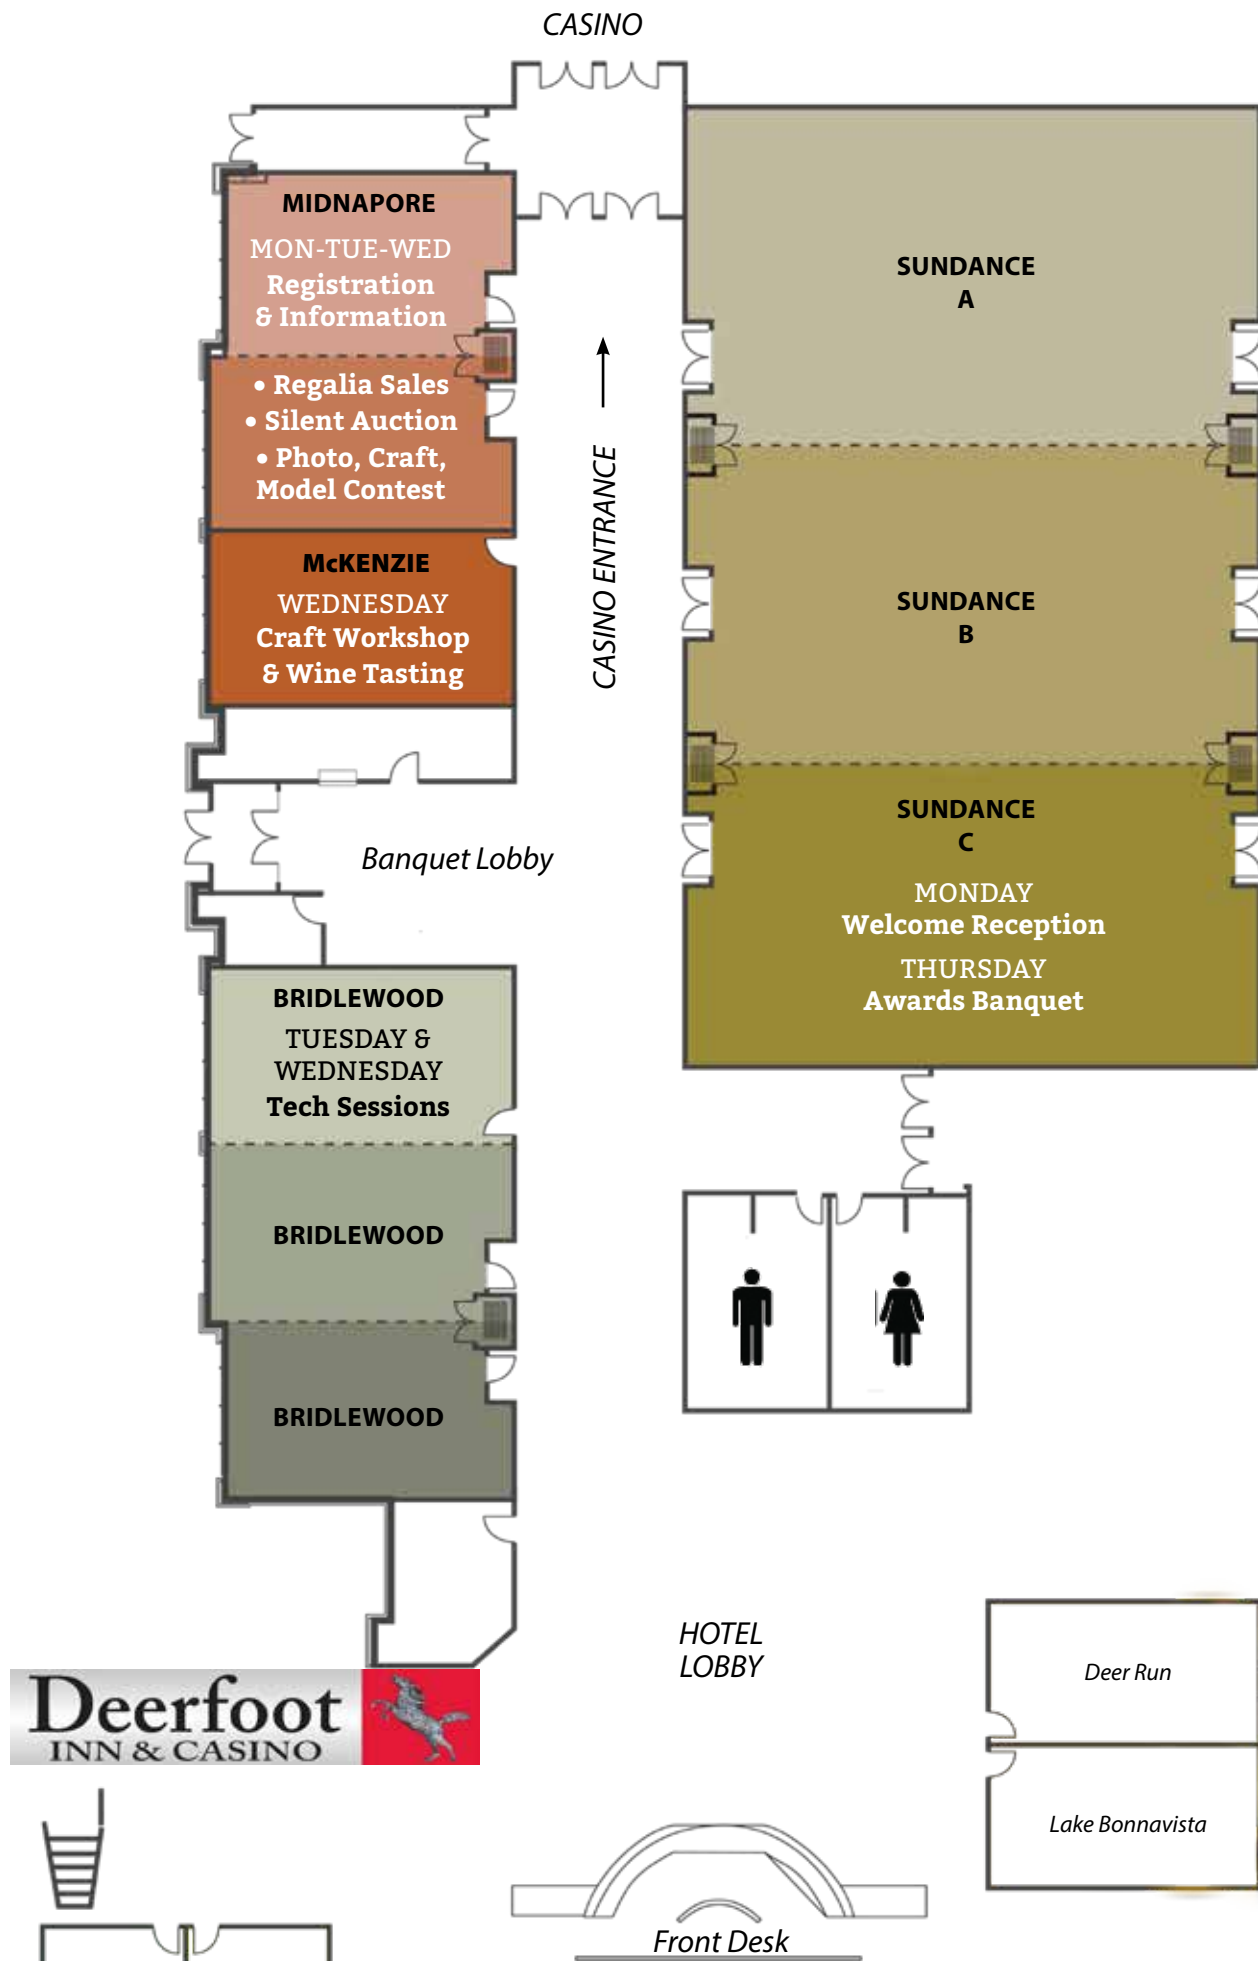 CASINO
MIDNAPORE
MON-TUE-WED
Registration
& Information
• Regalia Sales
• Silent Auction
• Photo, Craft,
Model Contest
McKENZIE
WEDNESDAY
Craft Workshop
& Wine Tasting
CASINO ENTRANCE
SUNDANCE
A
SUNDANCE
B
SUNDANCE
C
MONDAY
Welcome Reception
THURSDAY
Awards Banquet
Banquet Lobby
BRIDLEWOOD
TUESDAY &
WEDNESDAY
Tech Sessions
BRIDLEWOOD
BRIDLEWOOD
HOTEL
LOBBY
Deer Run
Lake Bonnavista
Deerfoot
INN & CASINO
Front Desk